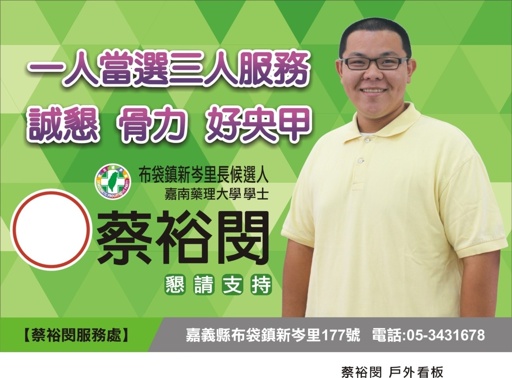 一人當選三人服務
誠懇 骨力 好央甲
布袋鎮新岑里長候選人
嘉南藥理大學學士
蔡裕閔
懇請支持
【蔡裕閔服務處】 嘉義縣布袋鎮新岑里177號 電話:05-3431678
蔡裕閔 戶外看板